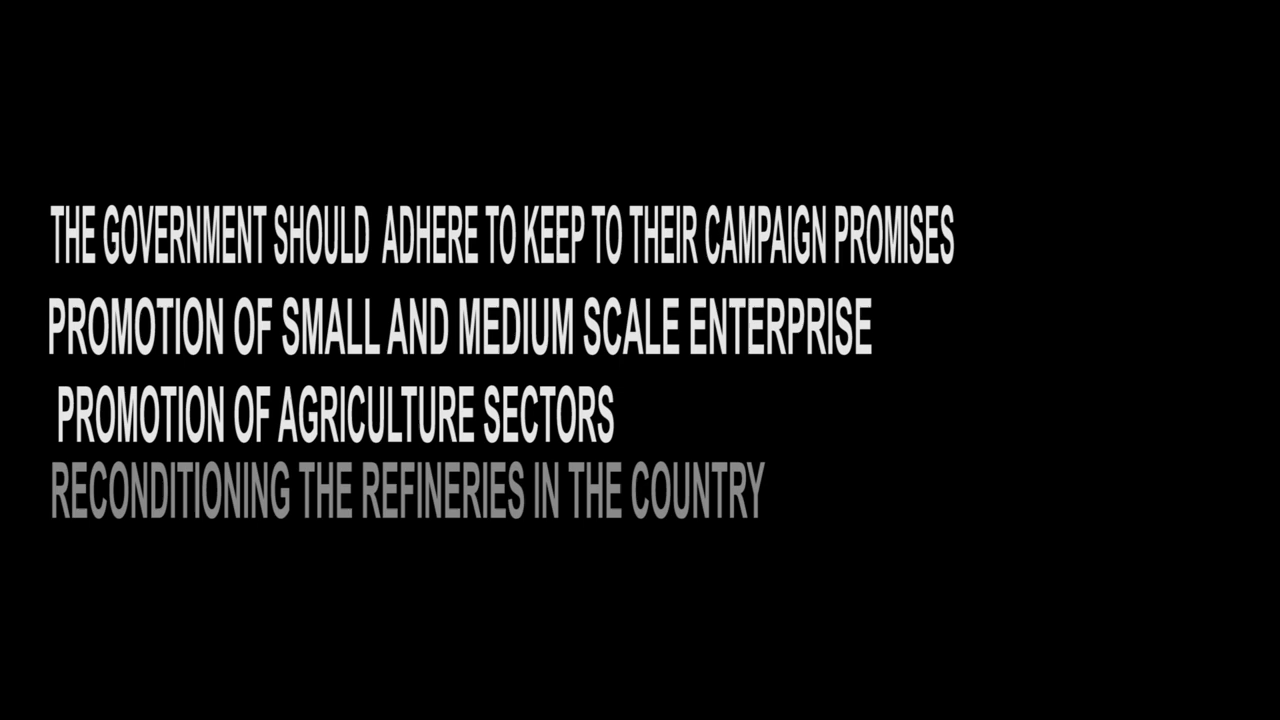 THE GOVERNMENT SHOULD ADHERE TO KEEP TO THEIR CAMPAIGN PROMISES
PROMOTION OF SMALL AND MEDIUM SCALE ENTERPRISE
PROMOTION OF AGRICULTURE SECTORS
RECONDITIONING THE REFINERIES IN THE COUNTRY